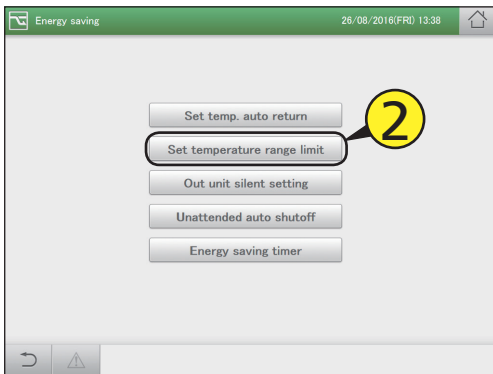 Energy saving 26/08/2016(FRI) 13:38
Set temp. auto return
2
Set temperature range limit
Out unit silent setting
Unattended auto shutoff
Energy saving timer